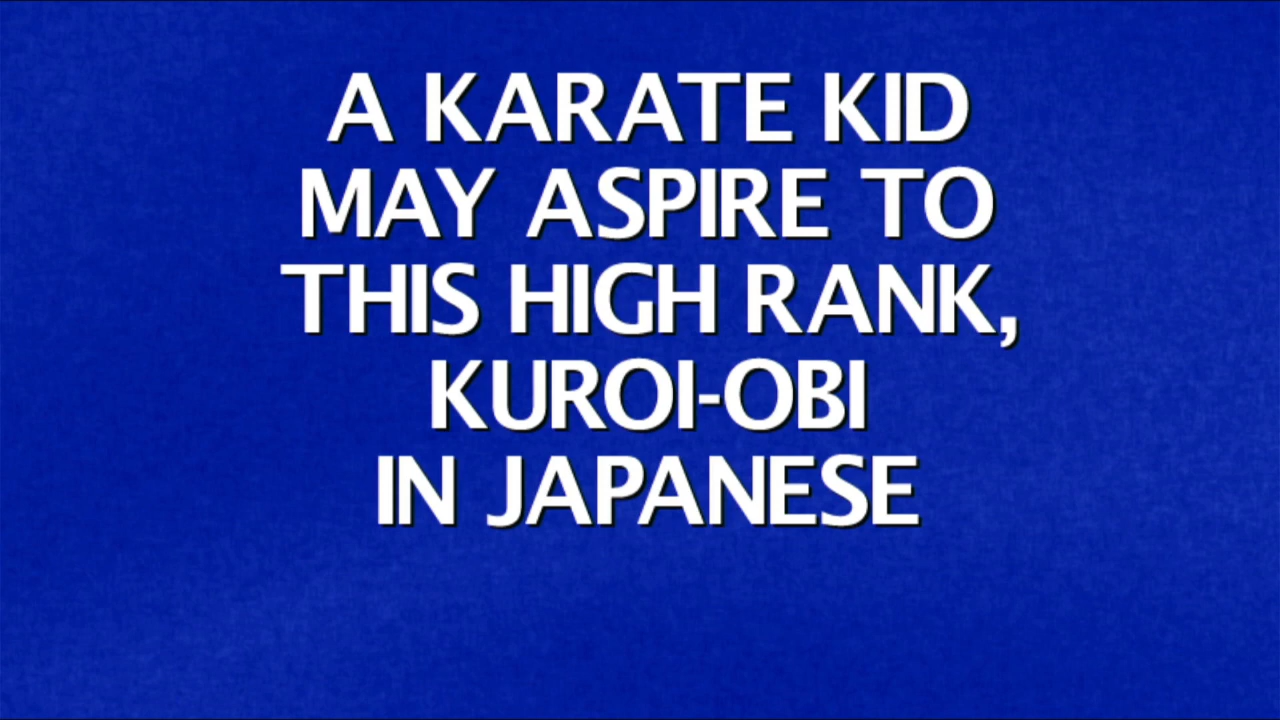 A KARATE KID
MAY ASPIRE TO
THIS HIGH RANK,
KUROI-OBI
IN JAPANESE